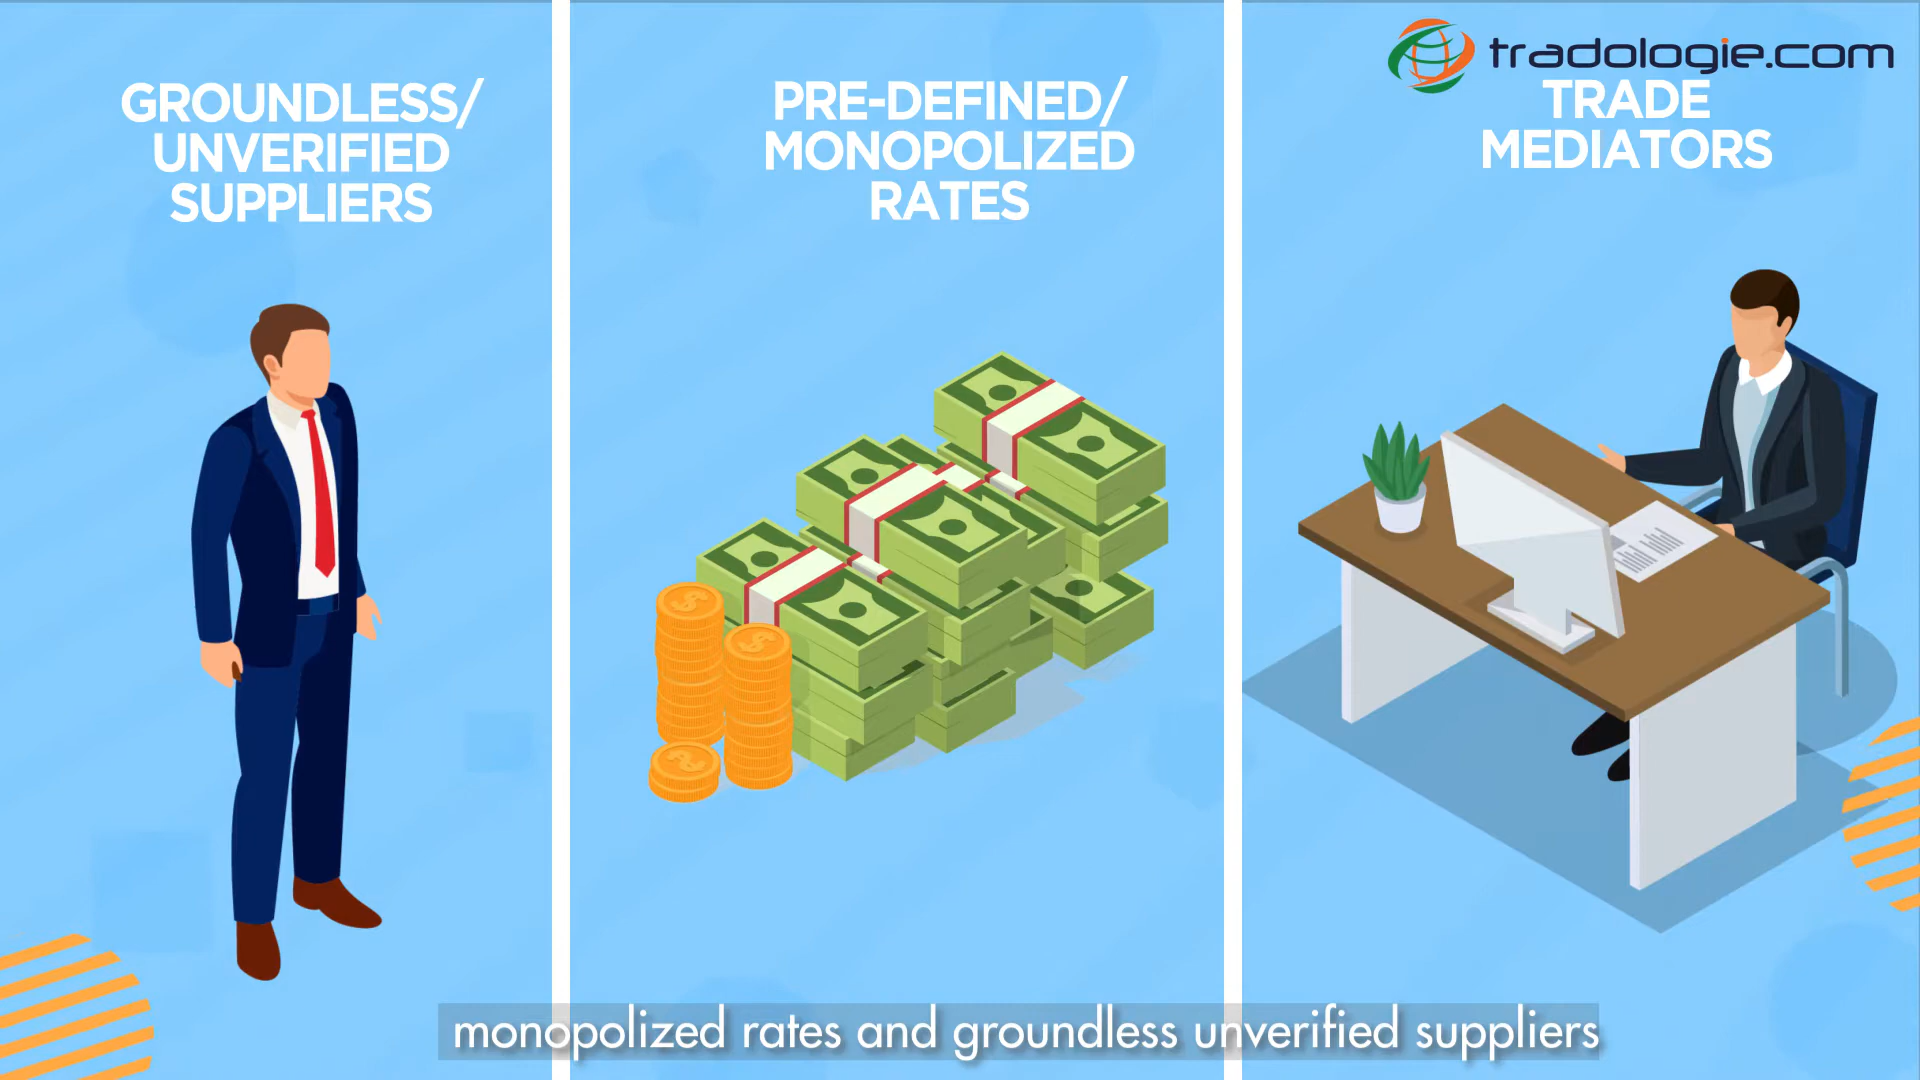 GROUNDLESS/
UNVERIFIED
SUPPLIERS
PRE-DEFINED/
MONOPOLIZED
RATES
tradologie.com
TRADE
MEDIATORS
monopolized rates and groundless unverified suppliers